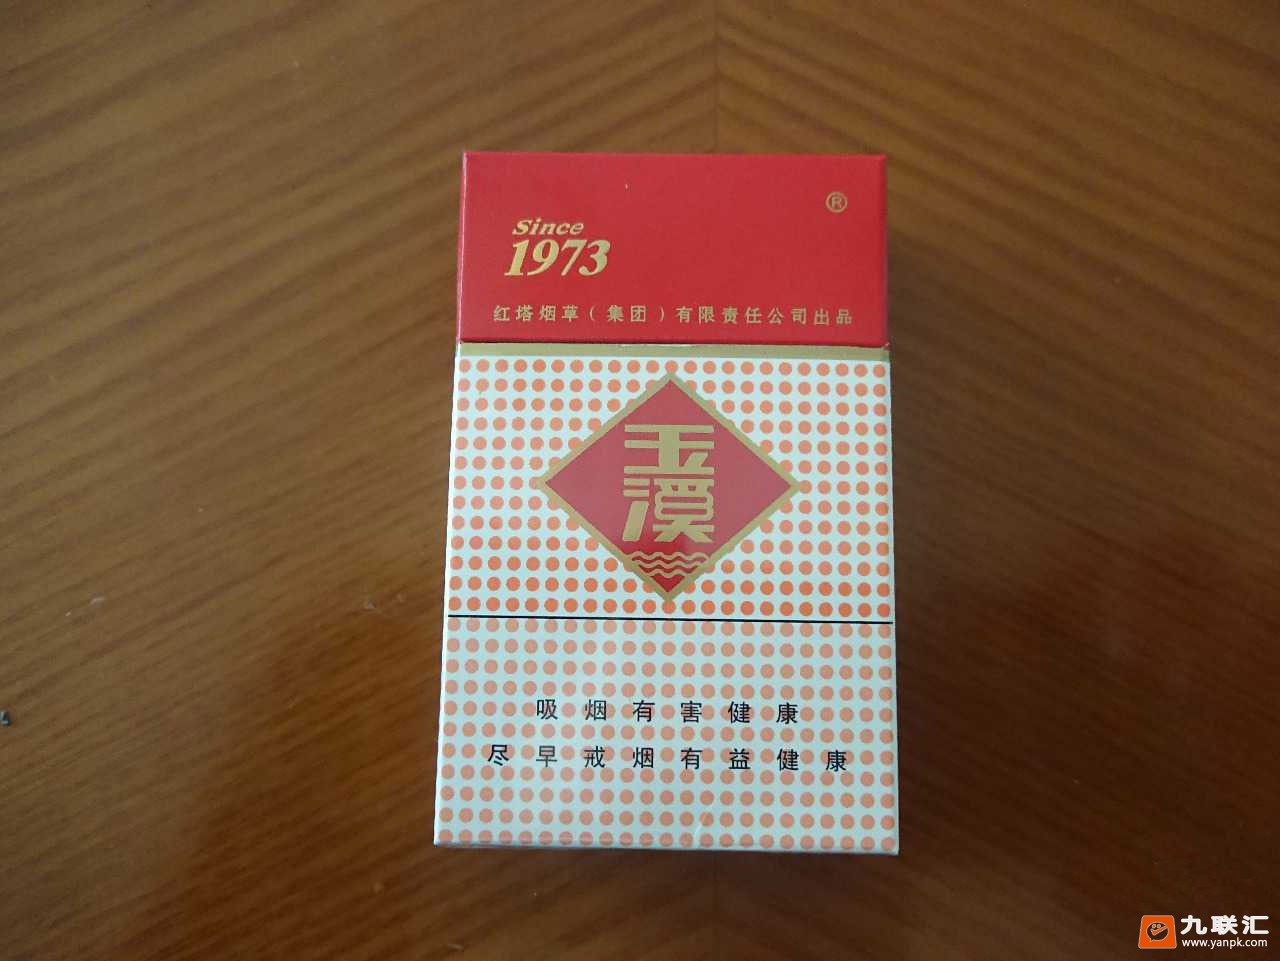 Since
1973
®
红塔烟草（集团）有限责任公司出品
玉
溪
吸烟有害健康
尽早戒烟有益健康
九联汇
www.yanpk.com